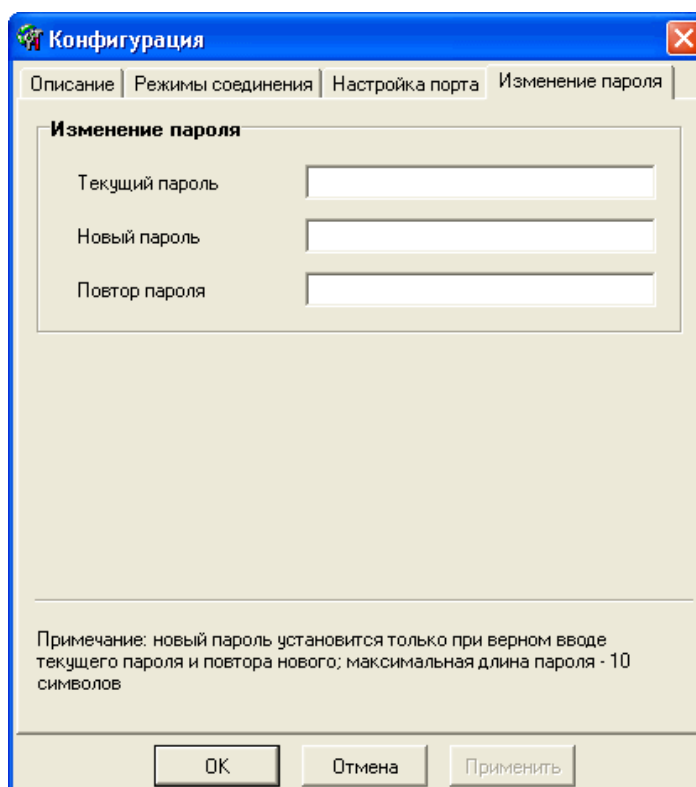 Конфигурация
Описание
Режимы соединения
Настройка порта
Изменение пароля
Изменение пароля
Текущий пароль
Новый пароль
Повтор пароля
Примечание: новый пароль установится только при верном вводе
текущего пароля и повтора нового; максимальная длина пароля - 10
символов
OK
Отмена
Применить